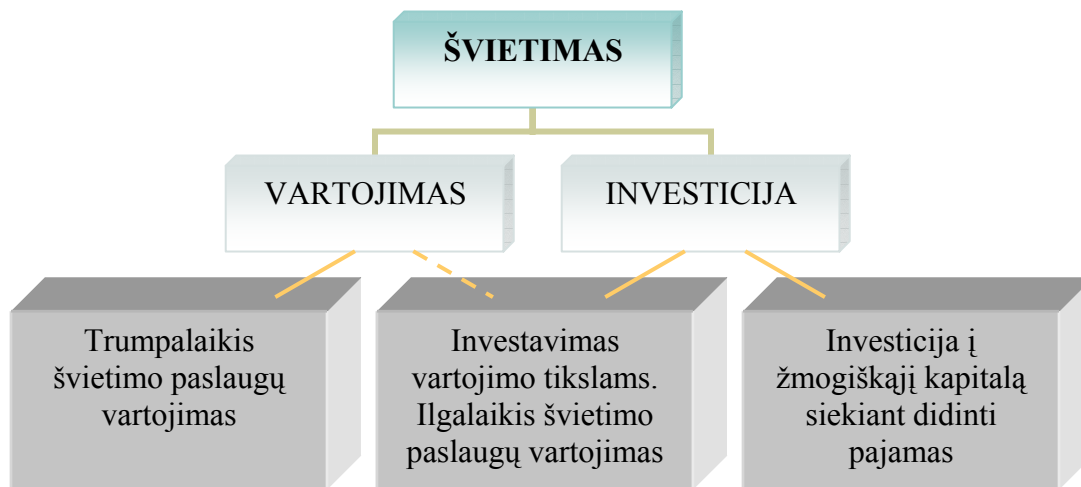 ŠVIETIMAS
VARTOJIMAS
INVESTICIJA
Trumpalaikis
švietimo paslaugų
vartojimas
Investavimas
vartojimo tikslams.
Ilgalaikis švietimo
paslaugų vartojimas
Investicija į
žmogiškąjį kapitalą
siekiant didinti
pajamas